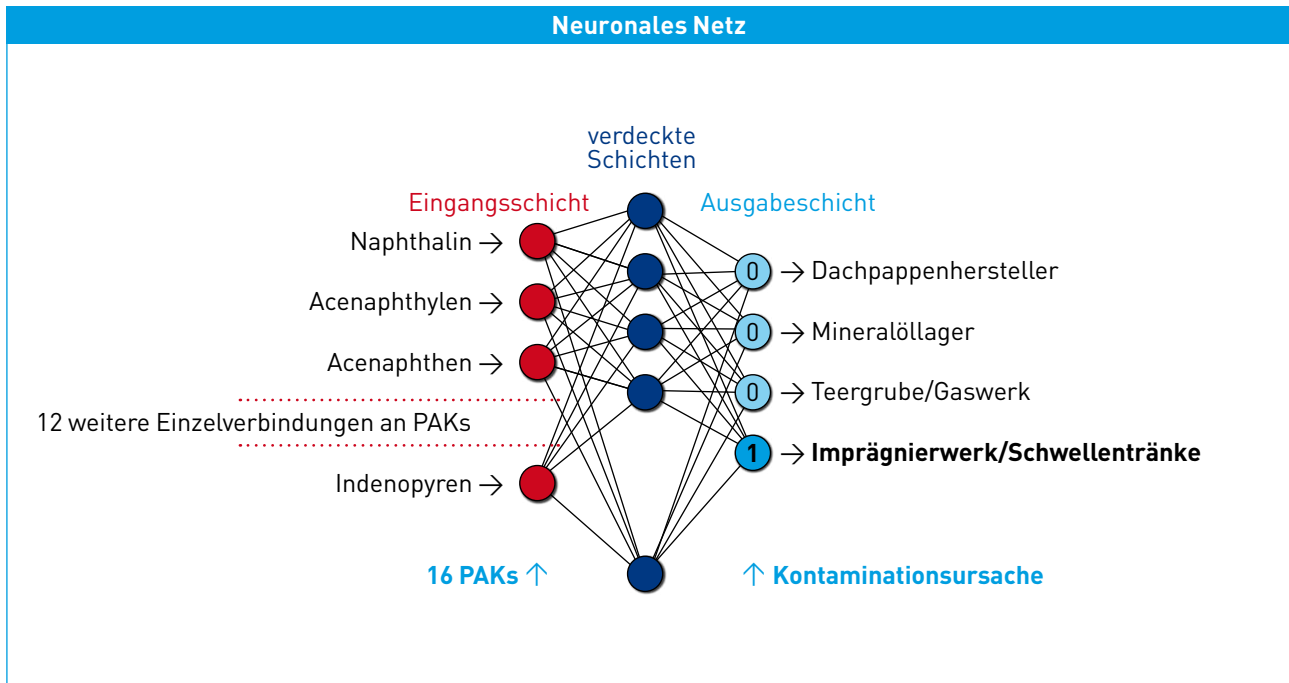 Neuronales Netz
verdeckte
Schichten
Eingangsschicht
Ausgabeschicht
Naphthalin →
Acenaphthylen →
Acenaphthen →
12 weitere Einzelverbindungen an PAKs
Indenopyren →
0 → Dachpappenhersteller
0 → Mineralöllager
0 → Teergrube/Gaswerk
1 → Imprägnierwerk/Schwellentränke
16 PAKs ↑
↑ Kontaminationsursache